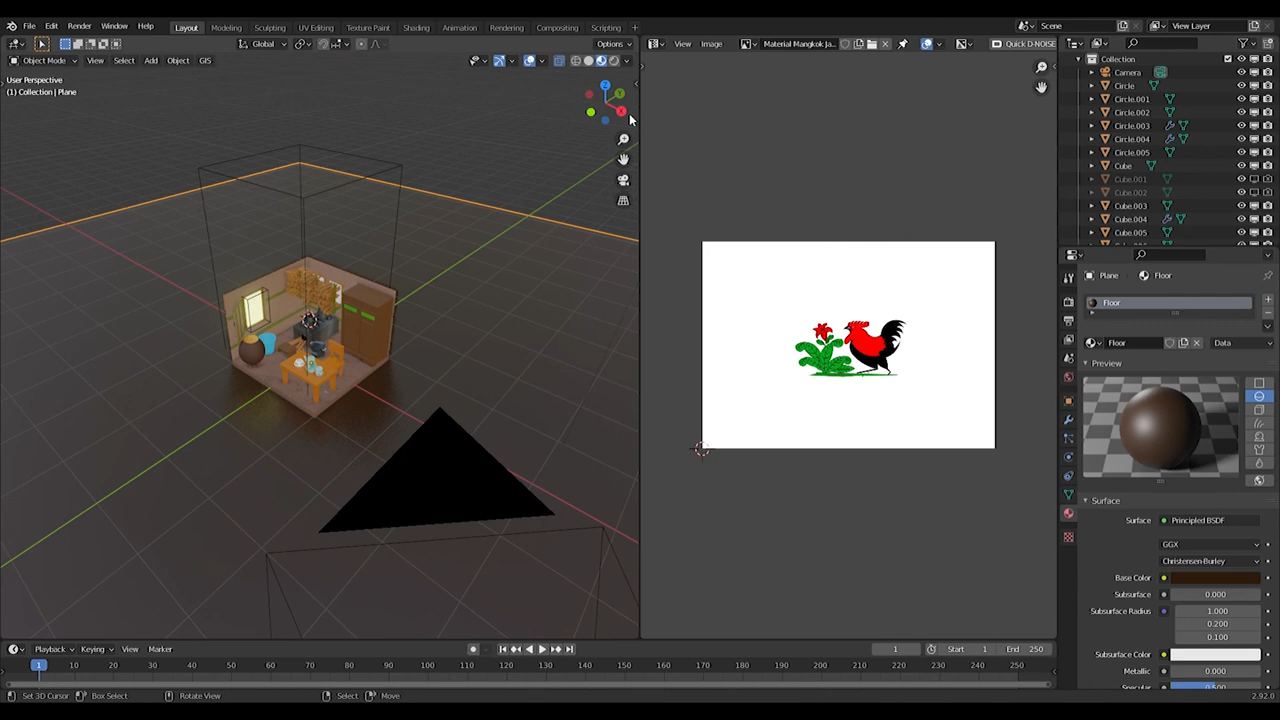 File Edit Render Window Help Layout Modeling Sculpting UV Editing Texture Paint Shading Animation Rendering Compositing Scripting + Scene View Layer
Global Options
Object Mode View Select Add Object GIS
User Perspective
(1) Collection | Plane
Z
Y
X
View Image Material Mangkok Ja... Quick D-NOISE
Collection
Camera
Circle
Circle.001
Circle.002
Circle.003
Circle.004
Circle.005
Cube
Cube.001
Cube.002
Cube.003
Cube.004
Cube.005
Plane Floor
Floor
Floor Data
Preview
Surface
Surface Principled BSDF
GGX
Christensen-Burley
Base Color
Subsurface 0.000
Subsurface Radius 1.000
0.200
0.100
Subsurface Color
Metallic 0.000
Specular 0.500
Playback Keying View Marker 1 Start 1 End 250
1 10 20 30 40 50 60 70 80 90 100 110 120 130 140 150 160 170 180 190 200 210 220 230 240 250
Set 3D Cursor Box Select Rotate View Select Move 2.92.0